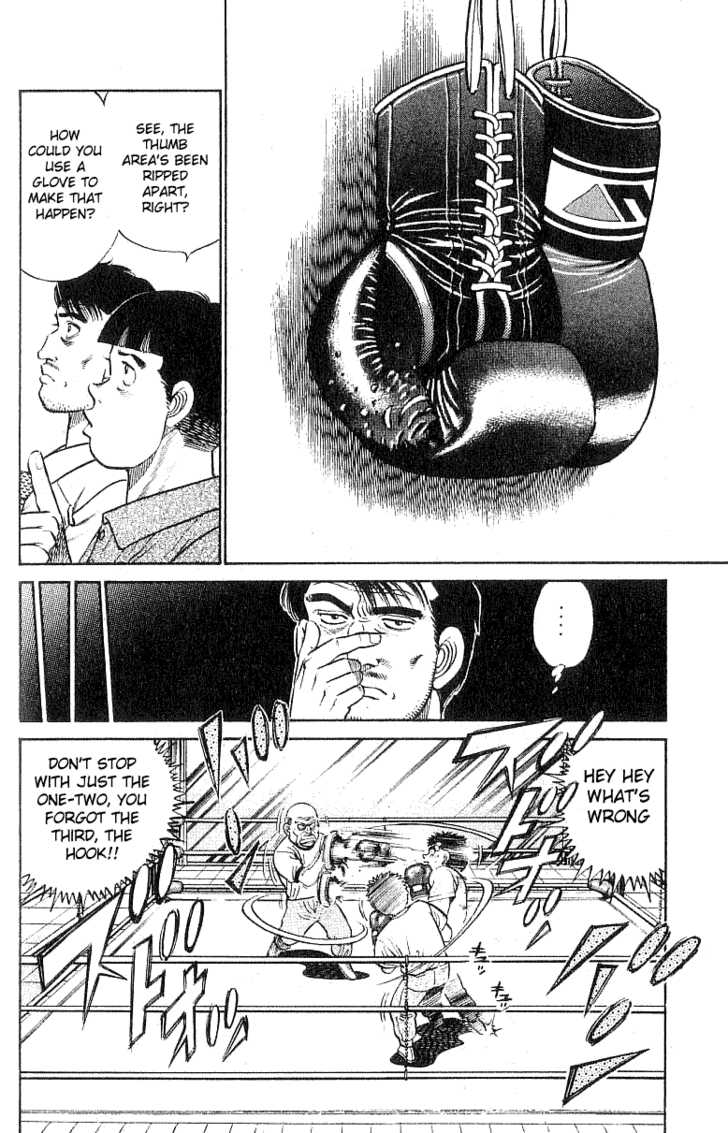 SEE, THE
THUMB
AREA'S BEEN
RIPPED
APART,
RIGHT?
HOW
COULD YOU
USE A
GLOVE TO
MAKE THAT
HAPPEN?
....
HEY HEY
WHAT'S
WRONG
DON'T STOP
WITH JUST THE
ONE-TWO, YOU
FORGOT THE
THIRD, THE
HOOK!!